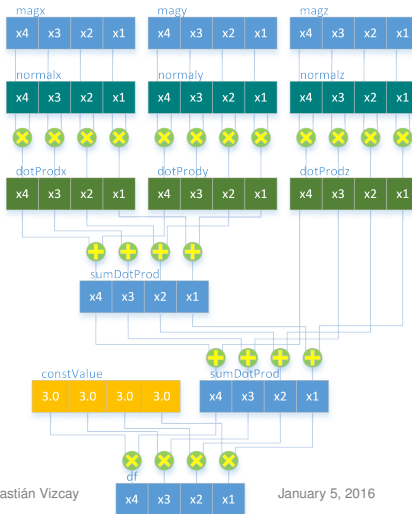 magx magy magz
x4 x3 x2 x1 x4 x3 x2 x1 x4 x3 x2 x1
normalx normaly normalz
x4 x3 x2 x1 x4 x3 x2 x1 x4 x3 x2 x1
dotProdx dotPrody dotProdz
x4 x3 x2 x1 x4 x3 x2 x1 x4 x3 x2 x1
sumDotProd
x4 x3 x2 x1
constValue sumDotProd
3.0 3.0 3.0 3.0 x4 x3 x2 x1
df
x4 x3 x2 x1
astián Vizcay January 5, 2016